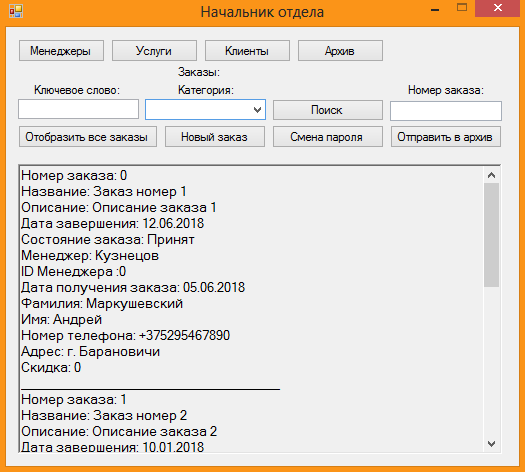 Начальник отдела
Менеджеры Услуги Клиенты Архив
Заказы:
Ключевое слово: Категория: Номер заказа:
Поиск
Отобразить все заказы Новый заказ Смена пароля Отправить в архив
Номер заказа: 0
Название: Заказ номер 1
Описание: Описание заказа 1
Дата завершения: 12.06.2018
Состояние заказа: Принят
Менеджер: Кузнецов
ID Менеджера :0
Дата получения заказа: 05.06.2018
Фамилия: Маркушевский
Имя: Андрей
Номер телефона: +375295467890
Адрес: г. Барановичи
Скидка: 0
Номер заказа: 1
Название: Заказ номер 2
Описание: Описание заказа 2
Дата завершения: 10.01.2018